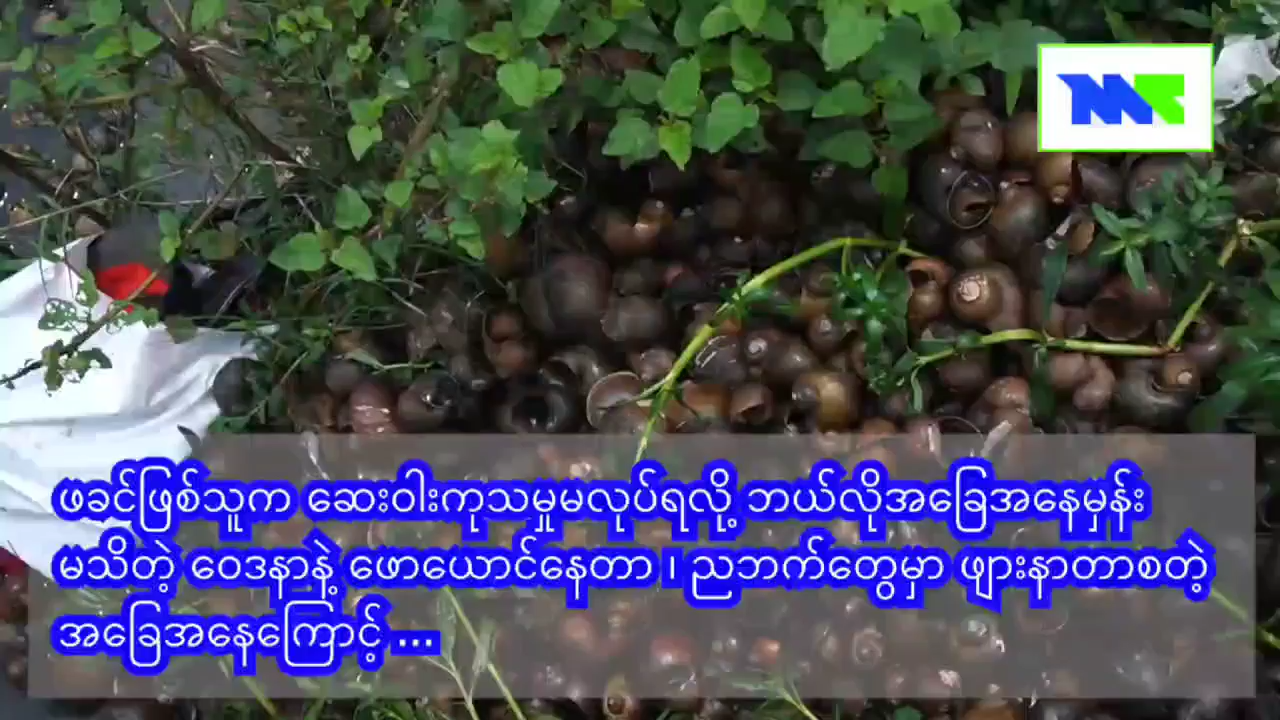 ဖခင်ဖြစ်သူက ဆေးဝါးကုသမှုမလုပ်ရလို့ ဘယ်လိုအခြေအနေမှန်း
မသိတဲ့ ဝေဒနာနဲ့ ဖောယောင်နေတာ ၊ ညဘက်တွေမှာ ဖျားနာတာစတဲ့
အခြေအနေကြောင့် ...